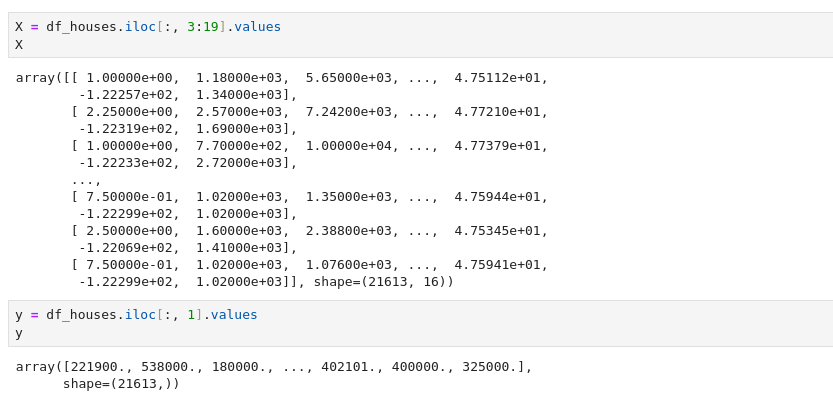 X = df_houses.iloc[:, 3:19].values
X
array([[ 1.00000e+00,  1.18000e+03,  5.65000e+03, ...,  4.75112e+01,
        -1.22257e+02,  1.34000e+03],
       [ 2.25000e+00,  2.57000e+03,  7.24200e+03, ...,  4.77210e+01,
        -1.22319e+02,  1.69000e+03],
       [ 1.00000e+00,  7.70000e+02,  1.00000e+04, ...,  4.77379e+01,
        -1.22233e+02,  2.72000e+03],
       ...,
       [ 7.50000e-01,  1.02000e+03,  1.35000e+03, ...,  4.75944e+01,
        -1.22299e+02,  1.02000e+03],
       [ 2.50000e+00,  1.60000e+03,  2.38800e+03, ...,  4.75345e+01,
        -1.22069e+02,  1.41000e+03],
       [ 7.50000e-01,  1.02000e+03,  1.07600e+03, ...,  4.75941e+01,
        -1.22299e+02,  1.02000e+03]], shape=(21613, 16))
y = df_houses.iloc[:, 1].values
y
array([221900., 538000., 180000., ..., 402101., 400000., 325000.],
      shape=(21613,))